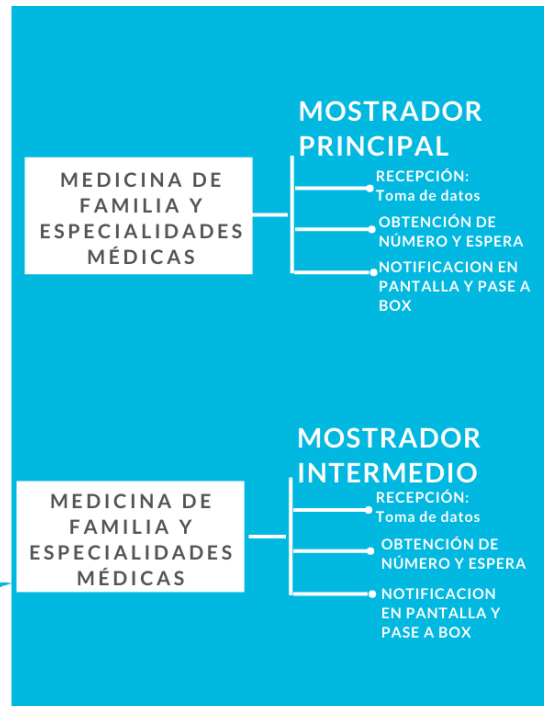 MOSTRADOR
PRINCIPAL
MEDICINA DE
FAMILIA Y
ESPECIALIDADES
MÉDICAS
RECEPCIÓN:
Toma de datos
OBTENCIÓN DE
NÚMERO Y ESPERA
NOTIFICACION EN
PANTALLA Y PASE A
BOX
MOSTRADOR
INTERMEDIO
MEDICINA DE
FAMILIA Y
ESPECIALIDADES
MÉDICAS
RECEPCIÓN:
Toma de datos
OBTENCIÓN DE
NÚMERO Y ESPERA
NOTIFICACION
EN PANTALLA Y
PASE A BOX